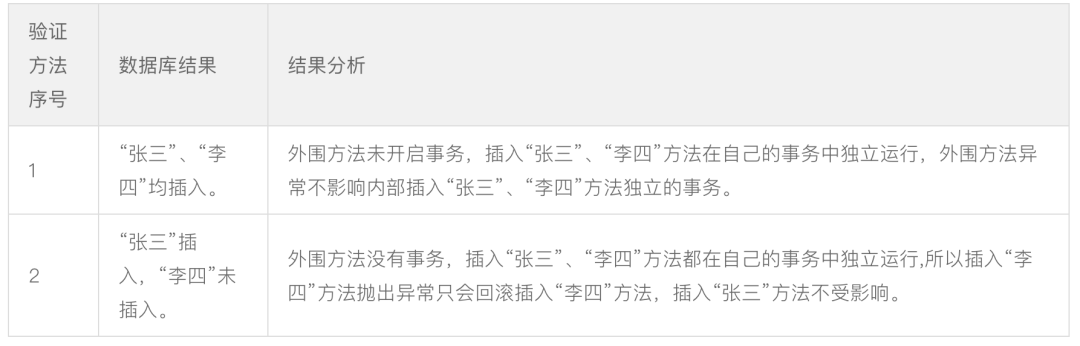 验证
方法
序号
数据库结果
结果分析
1
“张三”、“李
四”均插入。
外围方法未开启事务，插入“张三”、“李四”方法在自己的事务中独立运行，外围方法异
常不影响内部插入“张三”、“李四”方法独立的事务。
2
“张三”插
入，“李四”未
插入。
外围方法没有事务，插入“张三”、“李四”方法都在自己的事务中独立运行,所以插入“李
四”方法抛出异常只会回滚插入“李四”方法，插入“张三”方法不受影响。